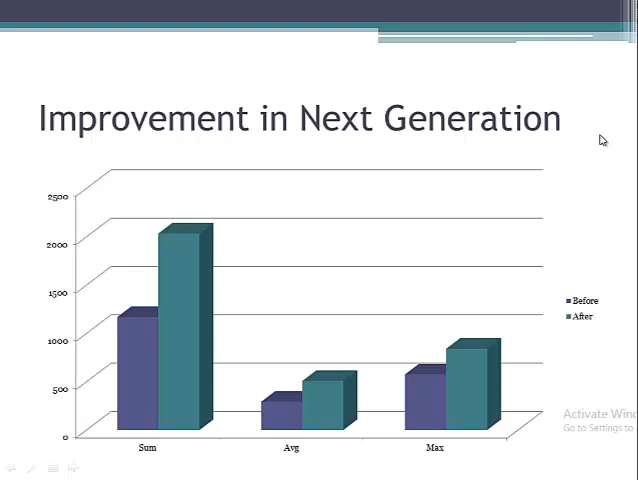 Improvement in Next Generation
2500
2000
1500
1000
500
0
Before
After
Sum Avg Max
Activate
Go to Settings to